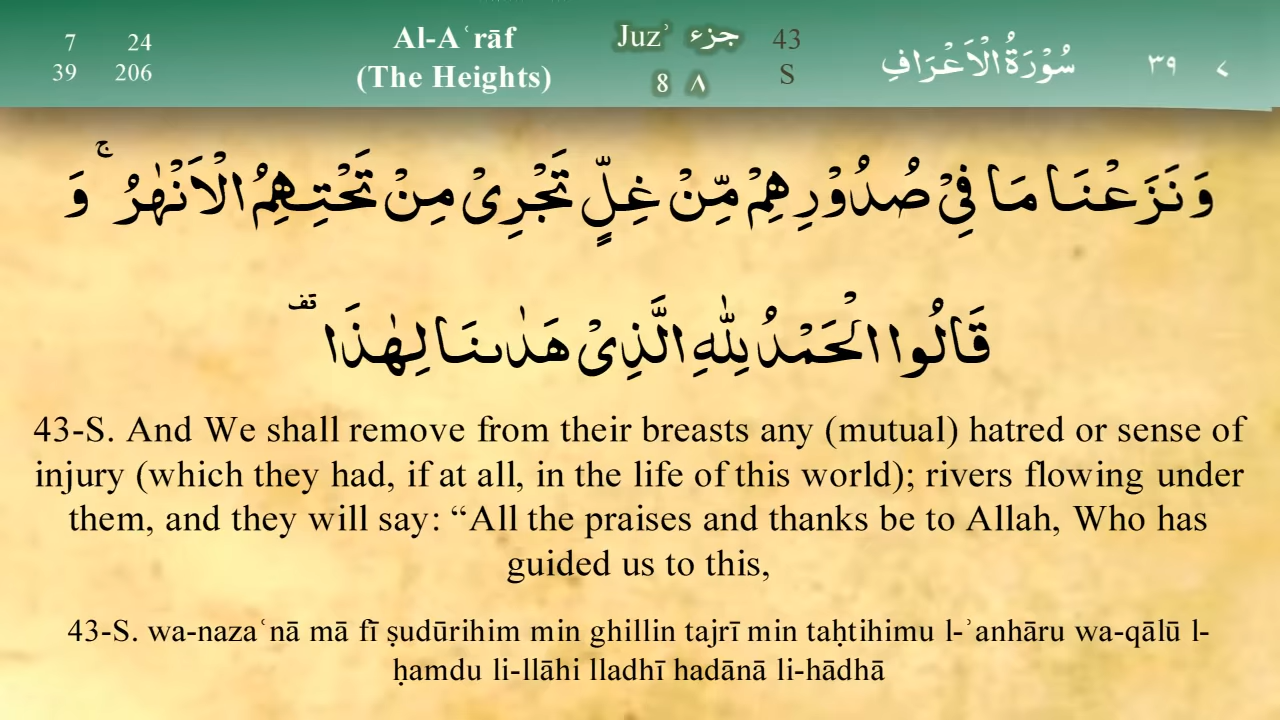 7 24 Al-Aʿrāf Juzʾ جزء 43 سُوْرَةُ الْاَعْرَافِ ٣٩ ٧
39 206 (The Heights) 8 ٨ S
وَنَزَعْنَا مَا فِيْ صُدُوْرِهِمْ مِّنْ غِلٍّ تَجْرِىْ مِنْ تَحْتِهِمُ الْاَنْهٰرُ ۚ وَ
قَالُوا الْحَمْدُ لِلّٰهِ الَّذِىْ هَدٰىنَا لِهٰذَا ۟قف
43-S. And We shall remove from their breasts any (mutual) hatred or sense of
injury (which they had, if at all, in the life of this world); rivers flowing under
them, and they will say: “All the praises and thanks be to Allah, Who has
guided us to this,
43-S. wa-nazaʿnā mā fī ṣudūrihim min ghillin tajrī min taḥtihimu l-ʾanhāru wa-qālū l-
ḥamdu li-llāhi lladhī hadānā li-hādhā